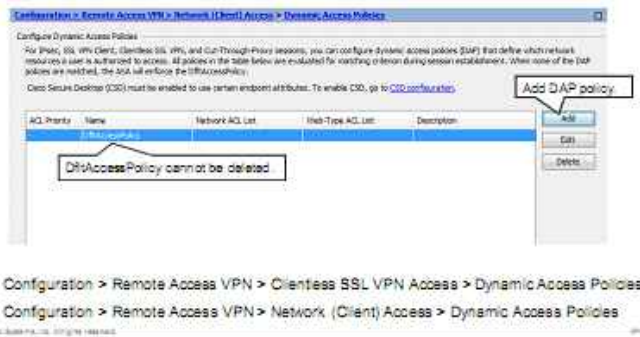 Configuration > Remote Access VPN > Network (Client) Access > Dynamic Access Policies
Configure Dynamic Access Policies
For IPsec, SSL VPN Client, Clientless SSL VPN, and Cut-Through-Proxy sessions, you can configure dynamic access policies (DAP) that define which network
resources a user is authorized to access. All policies in the table below are evaluated for matching criterion during session establishment. When none of the DAP
policies are matched, the ASA will enforce the DfltAccessPolicy.
Cisco Secure Desktop (CSD) must be enabled to use certain endpoint attributes. To enable CSD, go to CSD configuration.
Add DAP policy.
ACL Priority Name Network ACL List Web-Type ACL List Description
DfltAccessPolicy
Add
Edit
Delete
DfltAccessPolicy cannot be deleted.
Configuration > Remote Access VPN > Clientless SSL VPN Access > Dynamic Access Policies
Configuration > Remote Access VPN > Network (Client) Access > Dynamic Access Policies